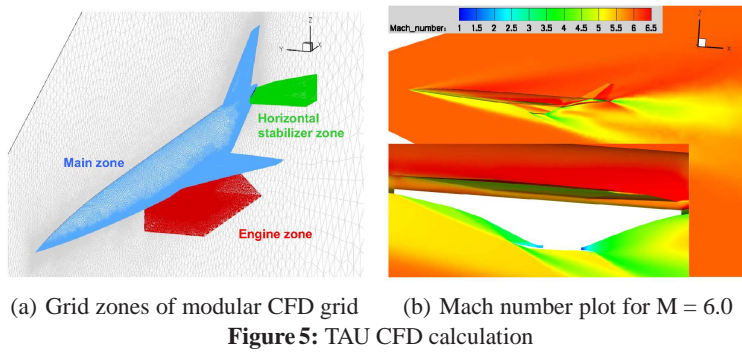 Z
Y
X
Horizontal
stabilizer zone
Main zone
Engine zone
1 1.5 2 2.5 3 3.5 4 4.5 5 5.5 6 6.5
Mach_number:
Z
X
(a) Grid zones of modular CFD grid
(b) Mach number plot for M = 6.0
Figure 5: TAU CFD calculation